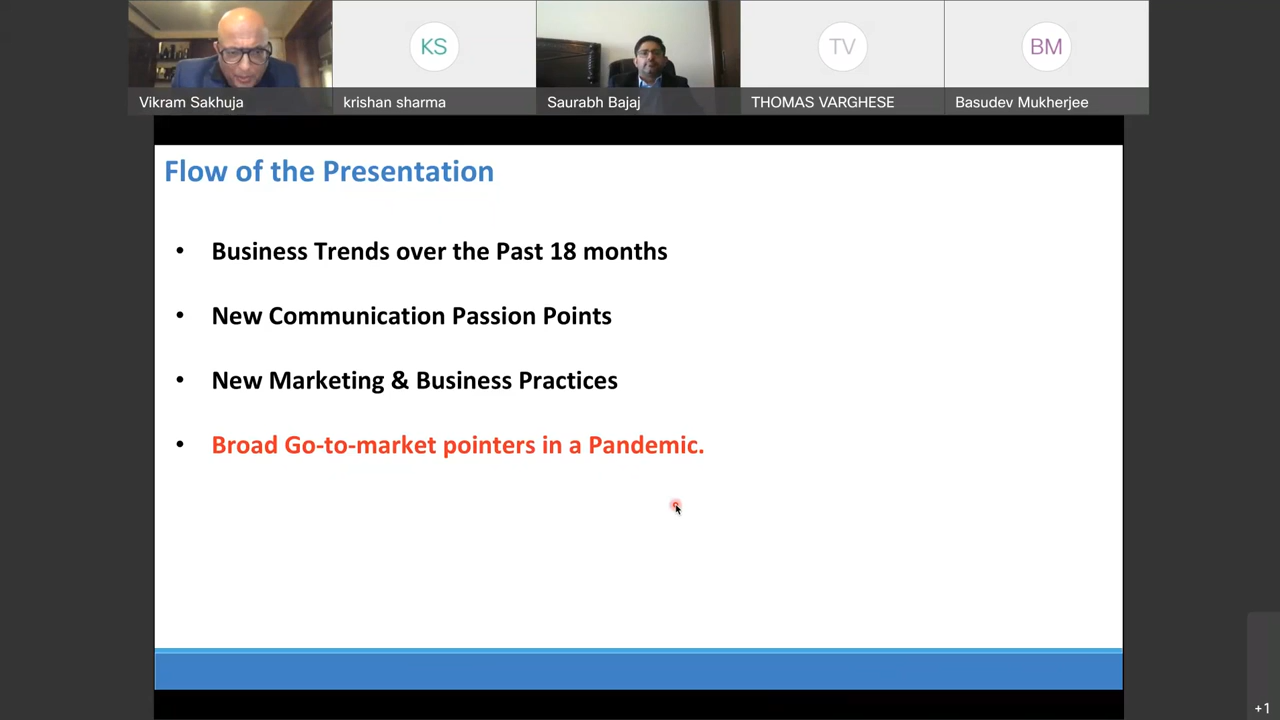 KS
TV
BM
Vikram Sakhuja
krishan sharma
Saurabh Bajaj
THOMAS VARGHESE
Basudev Mukherjee
Flow of the Presentation
• Business Trends over the Past 18 months
• New Communication Passion Points
• New Marketing & Business Practices
• Broad Go-to-market pointers in a Pandemic.
+1